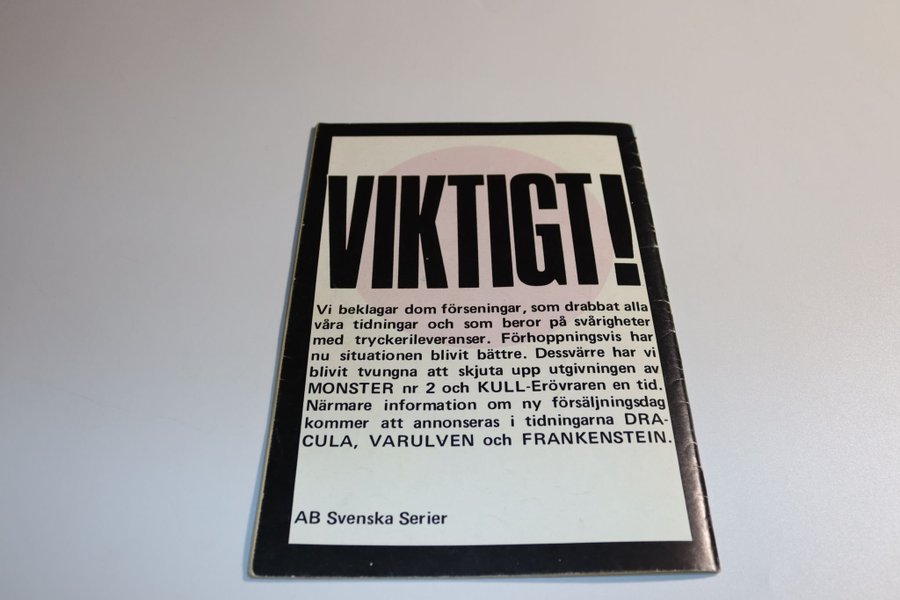 VIKTIGT!
Vi beklagar dom förseningar, som drabbat alla
våra tidningar och som beror på svårigheter
med tryckerileveranser. Förhoppningsvis har
nu situationen blivit bättre. Dessvärre har vi
blivit tvungna att skjuta upp utgivningen av
MONSTER nr 2 och KULL-Erövraren en tid.
Närmare information om ny försäljningsdag
kommer att annonseras i tidningarna DRA-
CULA, VARULVEN och FRANKENSTEIN.
AB Svenska Serier